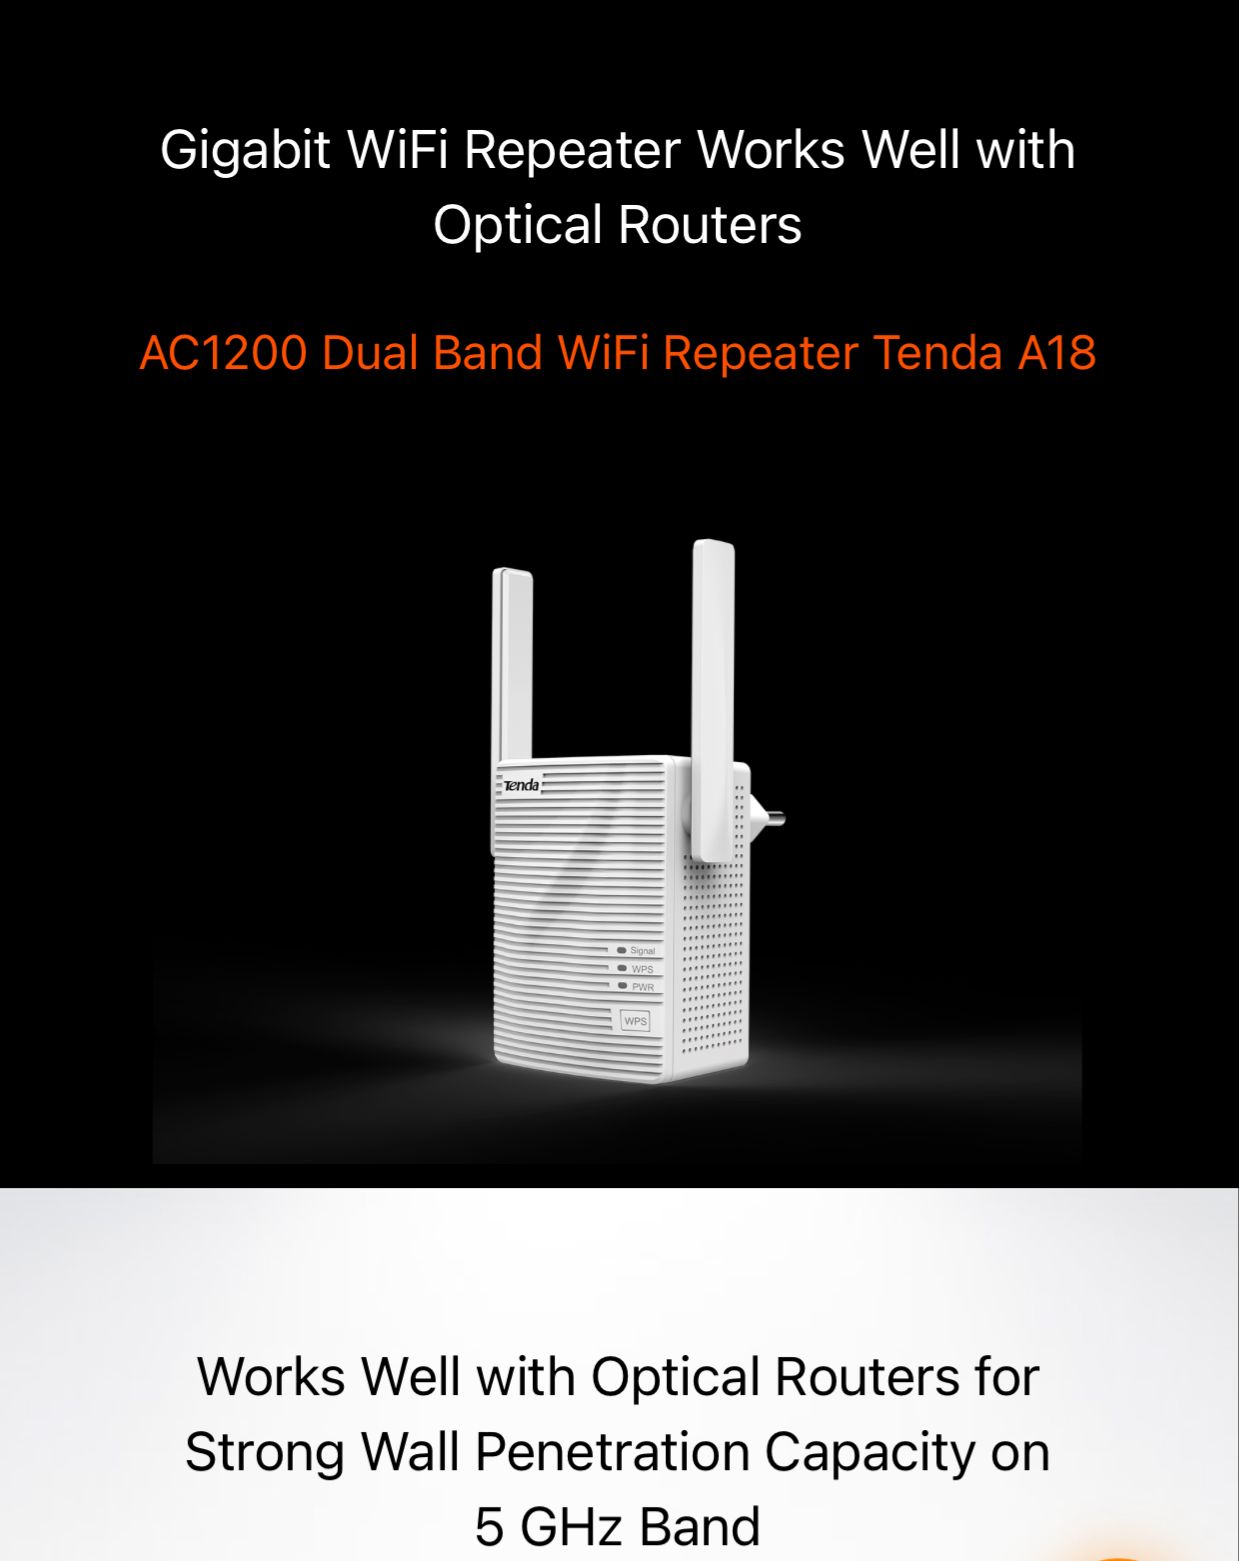 Gigabit WiFi Repeater Works Well with
Optical Routers
AC1200 Dual Band WiFi Repeater Tenda A18
Tenda
Signal
WPS
PWR
WPS
Works Well with Optical Routers for
Strong Wall Penetration Capacity on
5 GHz Band